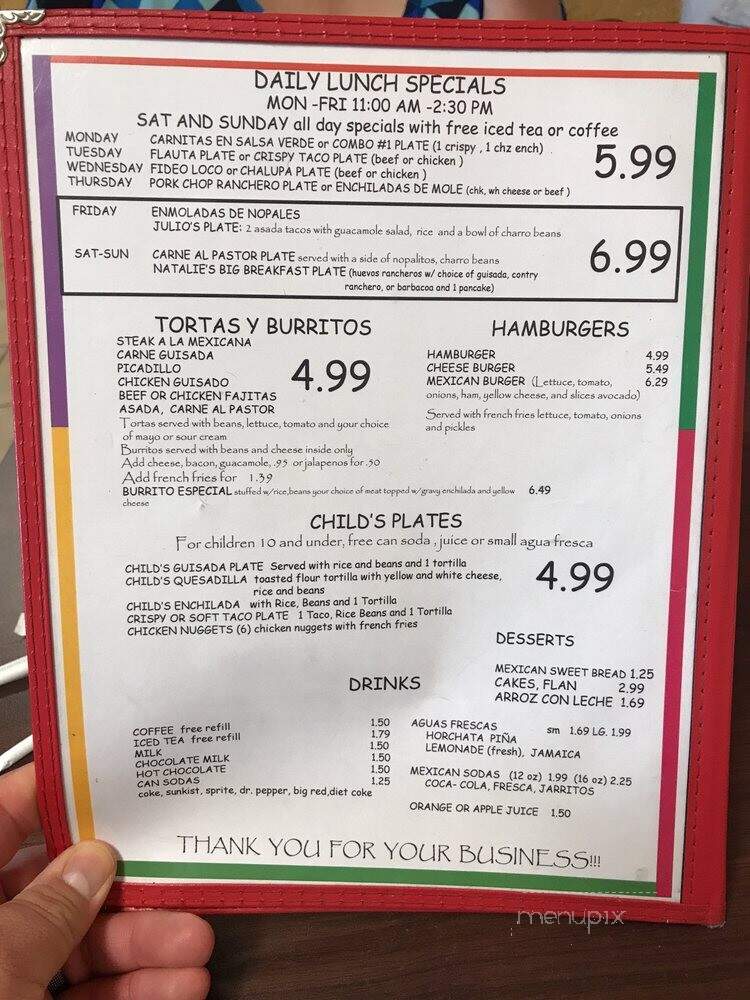 DAILY LUNCH SPECIALS
MON -FRI 11:00 AM -2:30 PM
SAT AND SUNDAY all day specials with free iced tea or coffee
MONDAY CARNITAS EN SALSA VERDE or COMBO #1 PLATE (1 crispy , 1 chz ench)
TUESDAY FLAUTA PLATE or CRISPY TACO PLATE (beef or chicken )
WEDNESDAY FIDEO LOCO or CHALUPA PLATE (beef or chicken )
THURSDAY PORK CHOP RANCHERO PLATE or ENCHILADAS DE MOLE (chk, wh cheese or beef )
5.99
FRIDAY ENMOLADAS DE NOPALES
JULIO'S PLATE: 2 asada tacos with guacamole salad, rice and a bowl of charro beans
SAT-SUN CARNE AL PASTOR PLATE served with a side of nopalitos, charro beans
NATALIE'S BIG BREAKFAST PLATE (huevos rancheros w/ choice of guisada, contry
ranchero, or barbacoa and 1 pancake)
6.99
TORTAS Y BURRITOS
STEAK A LA MEXICANA
CARNE GUISADA
PICADILLO
CHICKEN GUISADO
BEEF OR CHICKEN FAJITAS
ASADA, CARNE AL PASTOR
4.99
Tortas served with beans, lettuce, tomato and your choice
of mayo or sour cream
Burritos served with beans and cheese inside only
Add cheese, bacon, guacamole, .95 or jalapenos for .50
Add french fries for 1.39
BURRITO ESPECIAL stuffed w/rice,beans your choice of meat topped w/gravy enchilada and yellow 6.49
cheese
HAMBURGERS
HAMBURGER 4.99
CHEESE BURGER 5.49
MEXICAN BURGER (Lettuce, tomato, 6.29
onions, ham, yellow cheese, and slices avocado)
Served with french fries lettuce, tomato, onions
and pickles
CHILD'S PLATES
For children 10 and under, free can soda , juice or small agua fresca
CHILD'S GUISADA PLATE Served with rice and beans and 1 tortilla
CHILD'S QUESADILLA toasted flour tortilla with yellow and white cheese,
rice and beans
CHILD'S ENCHILADA with Rice, Beans and 1 Tortilla
CRISPY OR SOFT TACO PLATE 1 Taco, Rice Beans and 1 Tortilla
CHICKEN NUGGETS (6) chicken nuggets with french fries
4.99
DESSERTS
MEXICAN SWEET BREAD 1.25
CAKES, FLAN 2.99
ARROZ CON LECHE 1.69
DRINKS
COFFEE free refill 1.50
ICED TEA free refill 1.79
MILK 1.50
CHOCOLATE MILK 1.50
HOT CHOCOLATE 1.50
CAN SODAS 1.25
coke, sunkist, sprite, dr. pepper, big red,diet coke
AGUAS FRESCAS sm 1.69 LG. 1.99
HORCHATA PIÑA
LEMONADE (fresh), JAMAICA
MEXICAN SODAS (12 oz) 1.99 (16 oz) 2.25
COCA- COLA, FRESCA, JARRITOS
ORANGE OR APPLE JUICE 1.50
THANK YOU FOR YOUR BUSINESS!!!
menupix